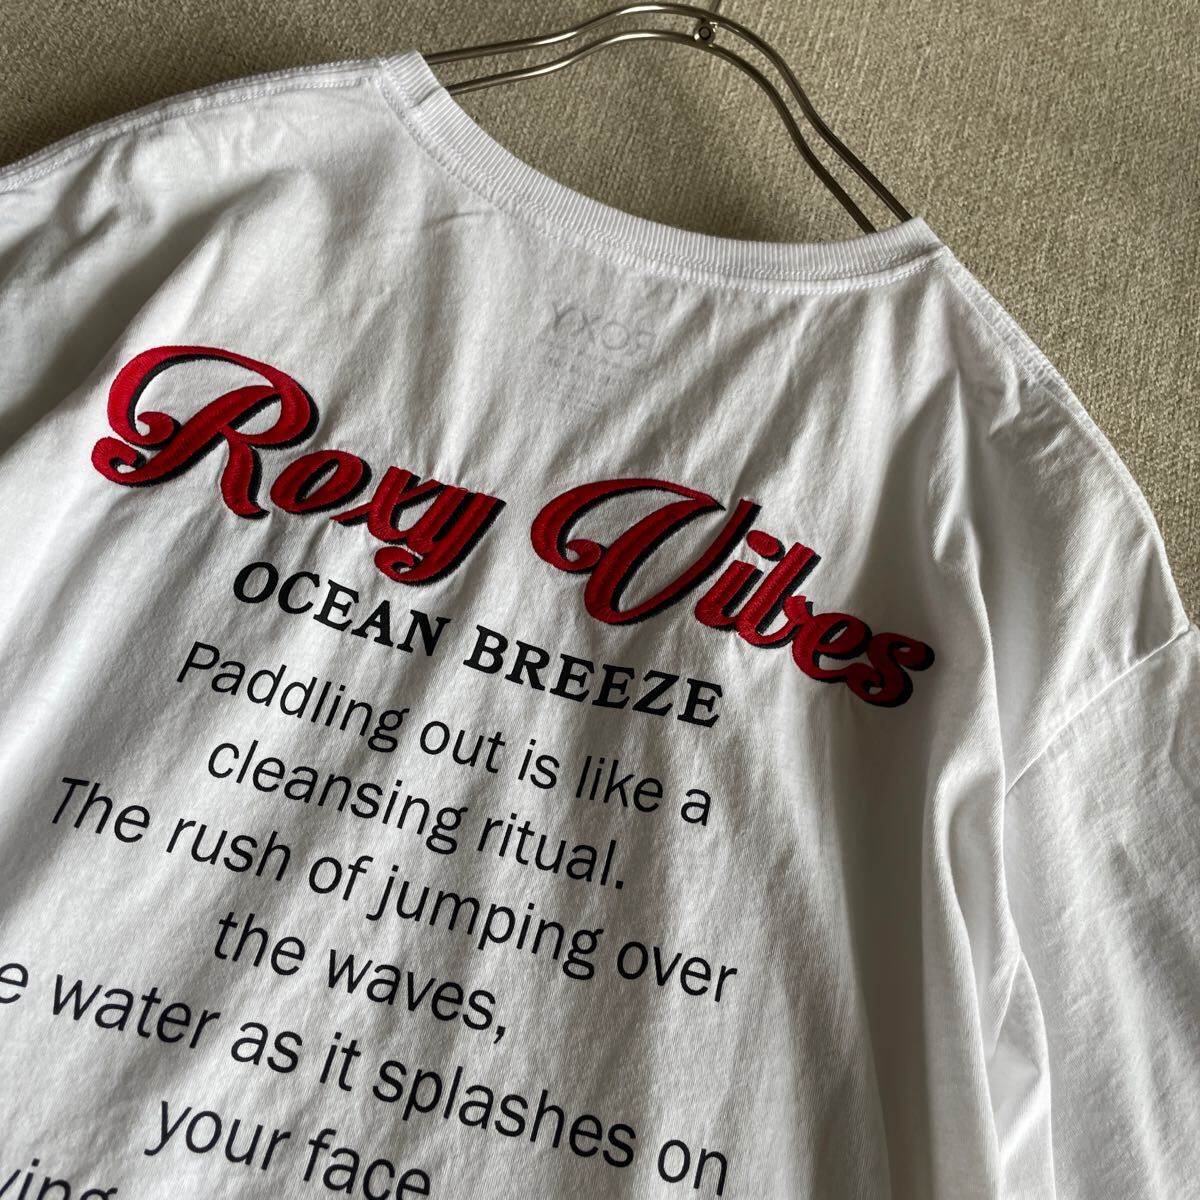 ROXY
Roxy Vibes
OCEAN BREEZE
Paddling out is like a
cleansing ritual.
The rush of jumping over
the waves,
water as it splashes on
your face